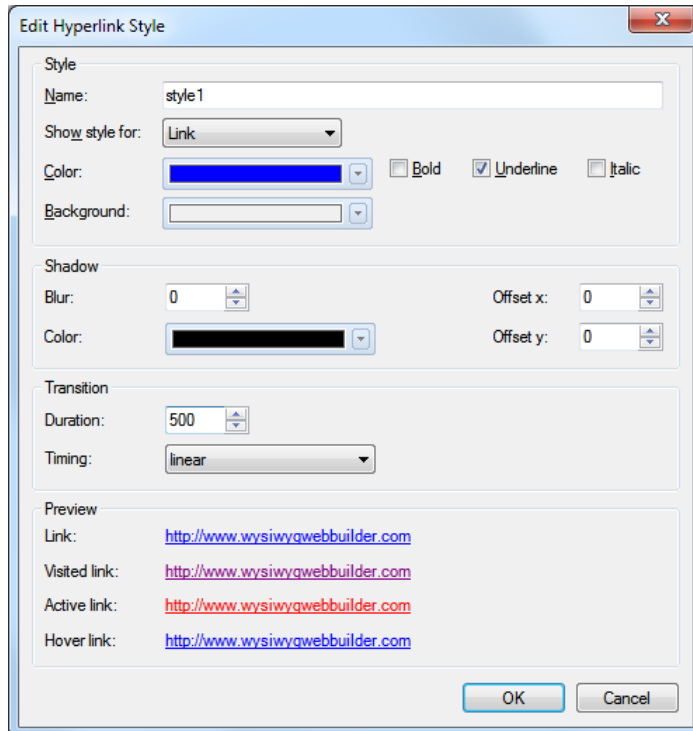 Edit Hyperlink Style
Style
Name: style1
Show style for: Link
Color: Bold Underline Italic
Background:
Shadow
Blur: 0 Offset x: 0
Color: Offset y: 0
Transition
Duration: 500
Timing: linear
Preview
Link: http://www.wysiwygwebbuilder.com
Visited link: http://www.wysiwygwebbuilder.com
Active link: http://www.wysiwygwebbuilder.com
Hover link: http://www.wysiwygwebbuilder.com
OK Cancel